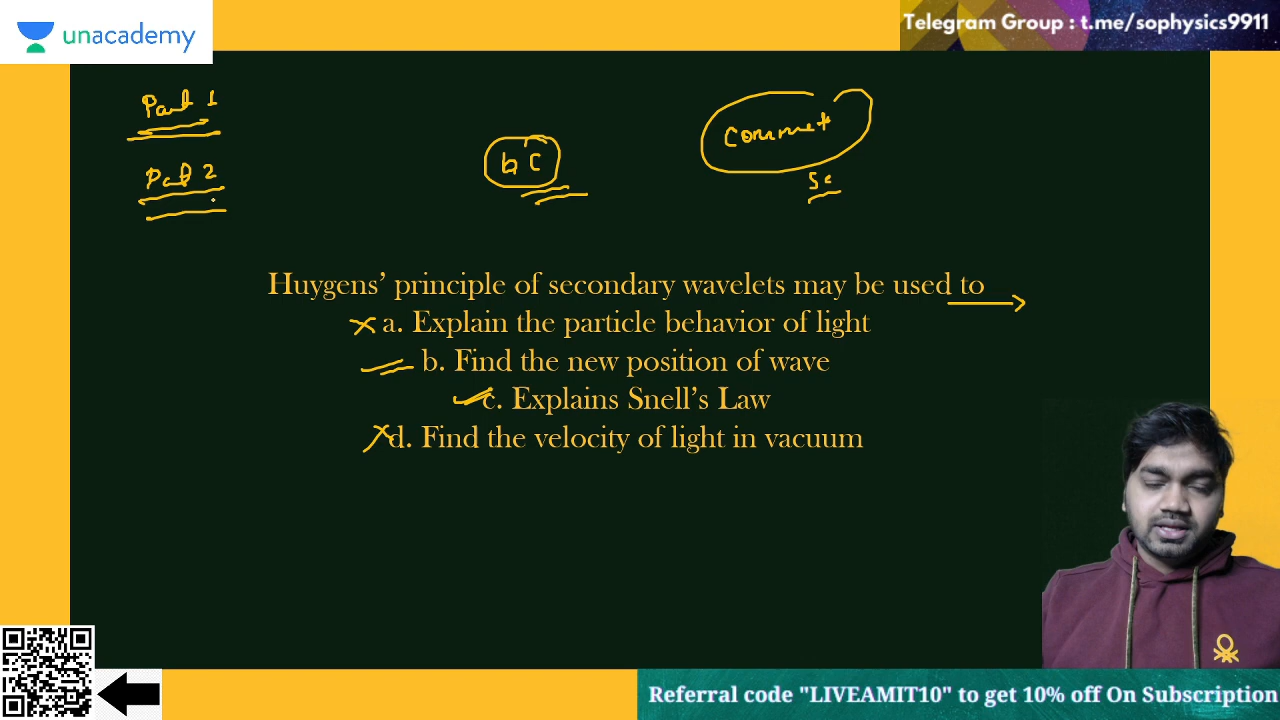 unacademy
Telegram Group : t.me/sophysics9911
Part 1
Part 2
b c
Huygens’ principle of secondary wavelets may be used to
a. Explain the particle behavior of light
b. Find the new position of wave
c. Explains Snell’s Law
d. Find the velocity of light in vacuum
Referral code "LIVEAMIT10" to get 10% off On Subscription